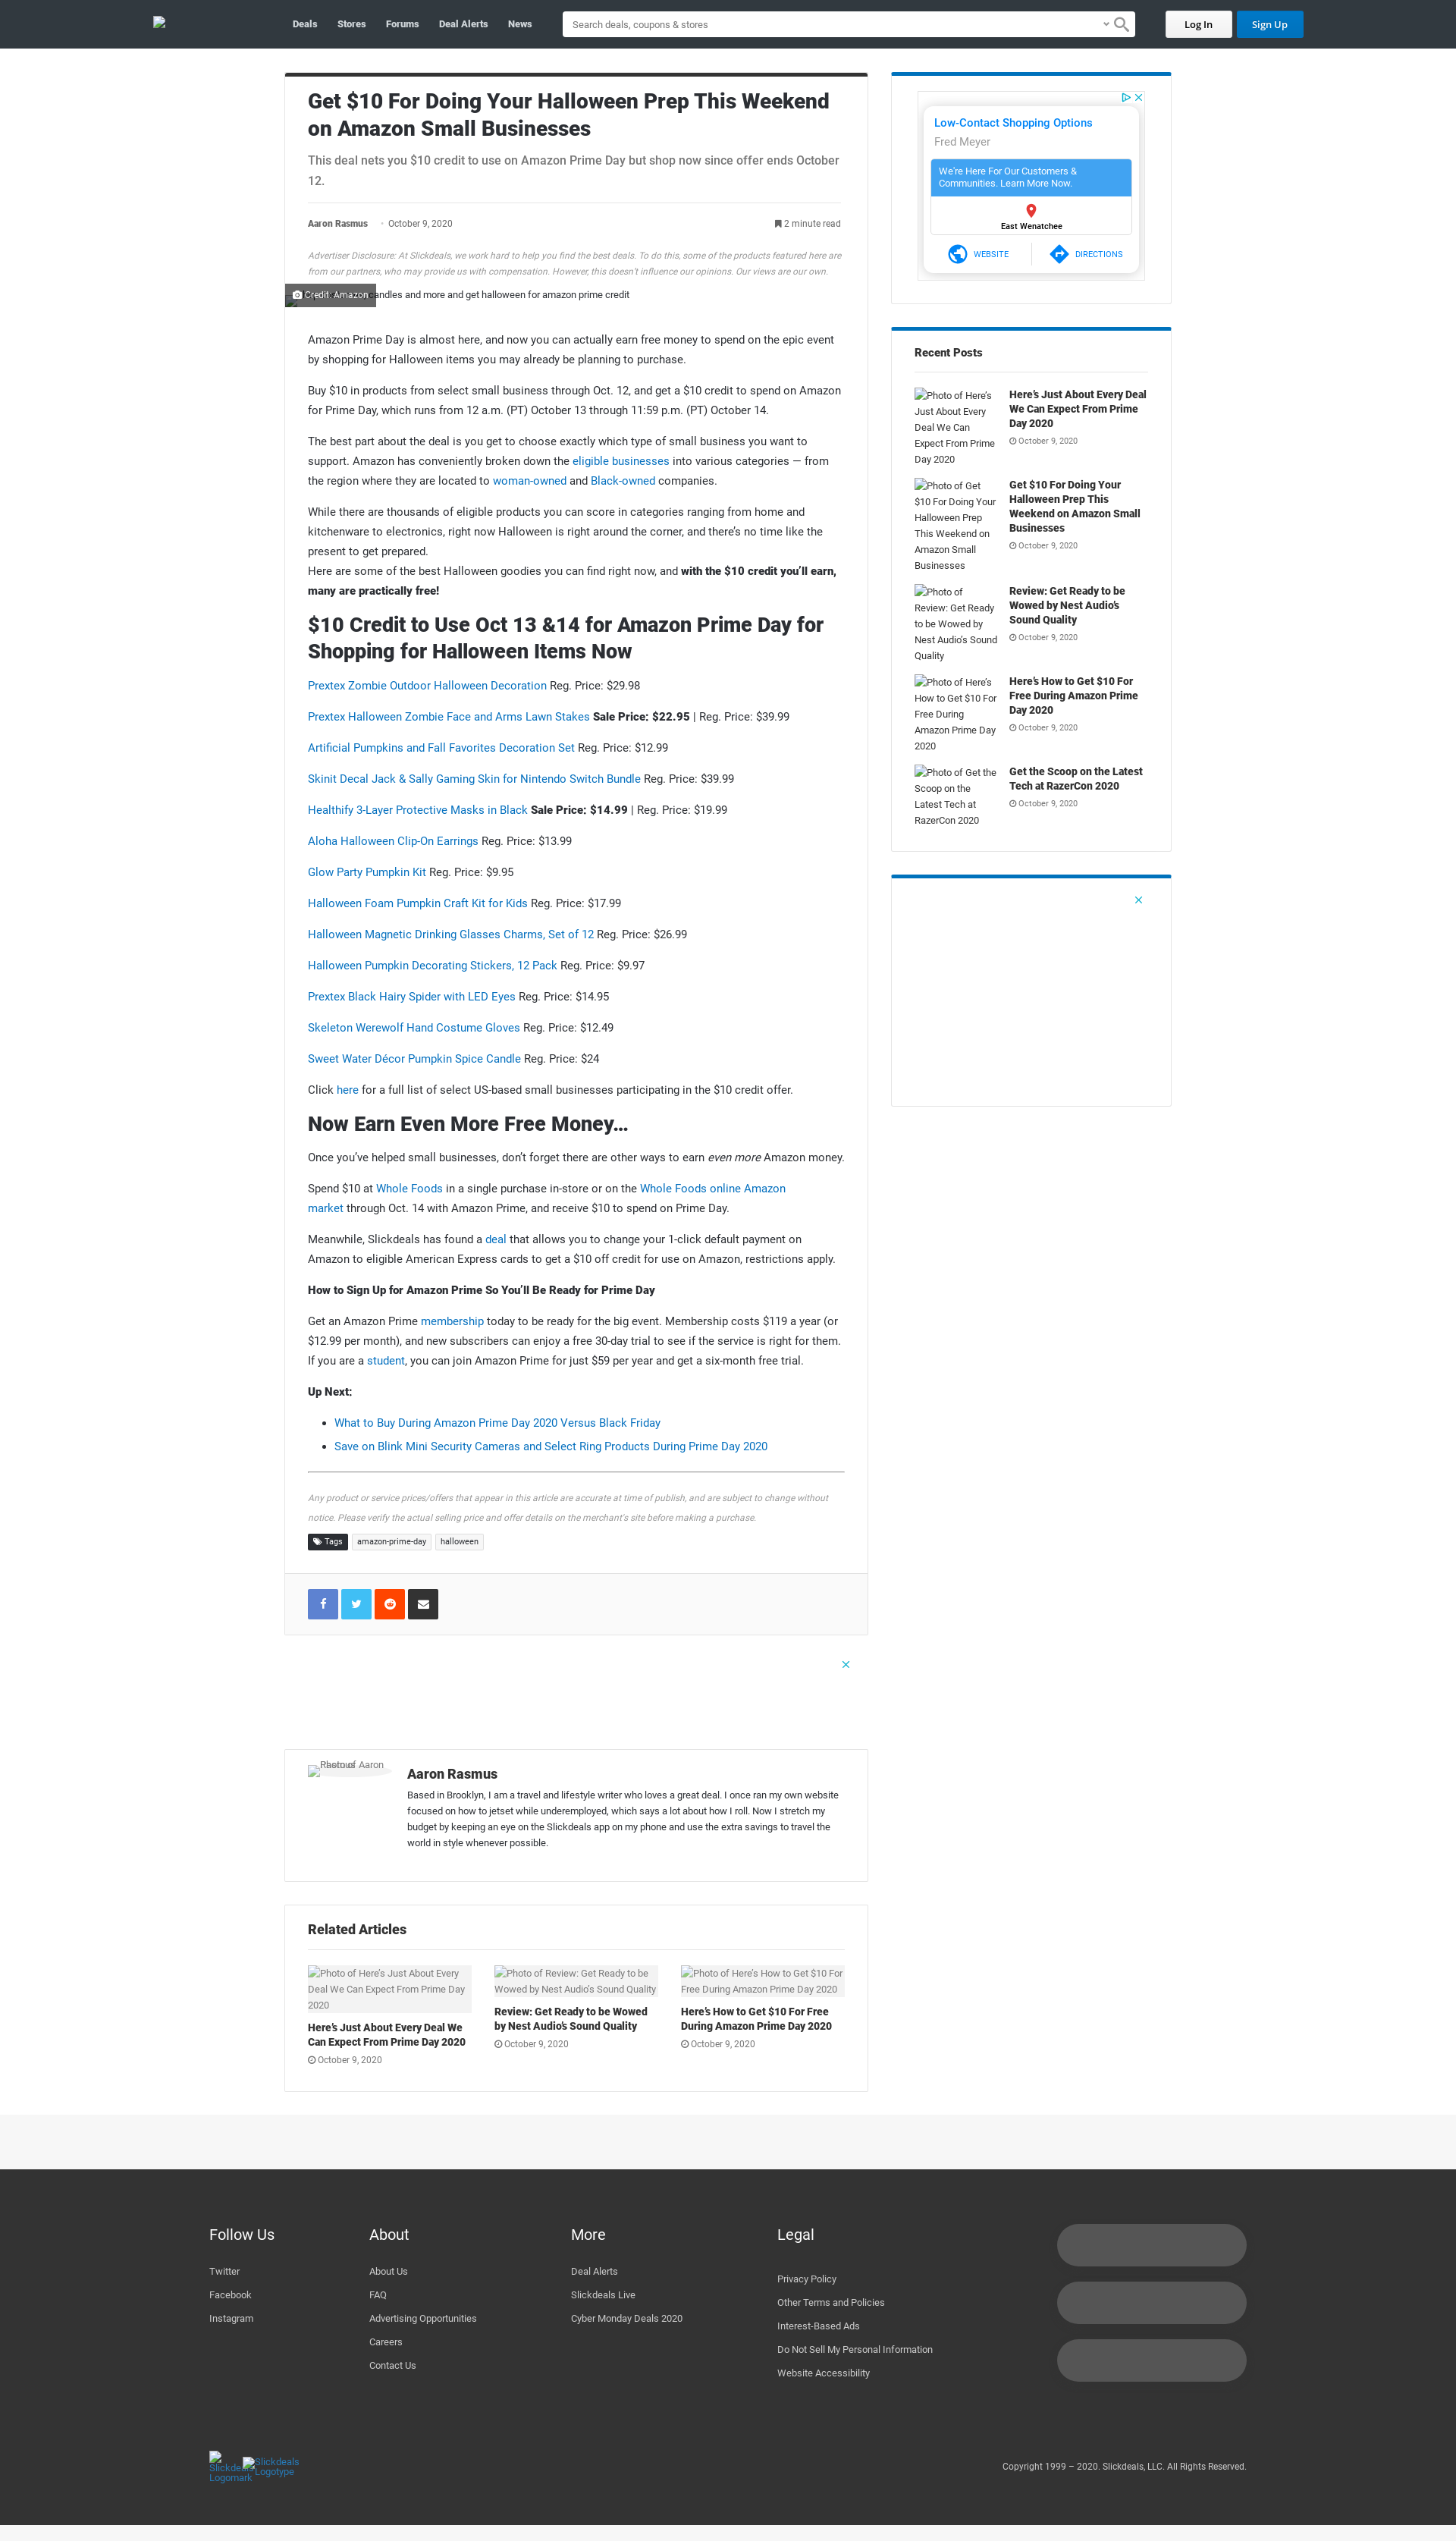 Deals Stores Forums Deal Alerts News Search deals, coupons & stores Log In Sign Up
Get $10 For Doing Your Halloween Prep This Weekend
on Amazon Small Businesses
This deal nets you $10 credit to use on Amazon Prime Day but shop now since offer ends October
12.
Aaron Rasmus · October 9, 2020 2 minute read
Advertiser Disclosure: At Slickdeals, we work hard to help you find the best deals. To do this, some of the products featured here are
from our partners, who may provide us with compensation. However, this doesn't influence our opinions. Our views are our own.
Credit: Amazon candles and more and get halloween for amazon prime credit
Amazon Prime Day is almost here, and now you can actually earn free money to spend on the epic event
by shopping for Halloween items you may already be planning to purchase.
Buy $10 in products from select small business through Oct. 12, and get a $10 credit to spend on Amazon
for Prime Day, which runs from 12 a.m. (PT) October 13 through 11:59 p.m. (PT) October 14.
The best part about the deal is you get to choose exactly which type of small business you want to
support. Amazon has conveniently broken down the eligible businesses into various categories — from
the region where they are located to woman-owned and Black-owned companies.
While there are thousands of eligible products you can score in categories ranging from home and
kitchenware to electronics, right now Halloween is right around the corner, and there's no time like the
present to get prepared.
Here are some of the best Halloween goodies you can find right now, and with the $10 credit you'll earn,
many are practically free!
$10 Credit to Use Oct 13 &14 for Amazon Prime Day for
Shopping for Halloween Items Now
Prextex Zombie Outdoor Halloween Decoration Reg. Price: $29.98
Prextex Halloween Zombie Face and Arms Lawn Stakes Sale Price: $22.95 | Reg. Price: $39.99
Artificial Pumpkins and Fall Favorites Decoration Set Reg. Price: $12.99
Skinit Decal Jack & Sally Gaming Skin for Nintendo Switch Bundle Reg. Price: $39.99
Healthify 3-Layer Protective Masks in Black Sale Price: $14.99 | Reg. Price: $19.99
Aloha Halloween Clip-On Earrings Reg. Price: $13.99
Glow Party Pumpkin Kit Reg. Price: $9.95
Halloween Foam Pumpkin Craft Kit for Kids Reg. Price: $17.99
Halloween Magnetic Drinking Glasses Charms, Set of 12 Reg. Price: $26.99
Halloween Pumpkin Decorating Stickers, 12 Pack Reg. Price: $9.97
Prextex Black Hairy Spider with LED Eyes Reg. Price: $14.95
Skeleton Werewolf Hand Costume Gloves Reg. Price: $12.49
Sweet Water Décor Pumpkin Spice Candle Reg. Price: $24
Click here for a full list of select US-based small businesses participating in the $10 credit offer.
Now Earn Even More Free Money…
Once you've helped small businesses, don't forget there are other ways to earn even more Amazon money.
Spend $10 at Whole Foods in a single purchase in-store or on the Whole Foods online Amazon
market through Oct. 14 with Amazon Prime, and receive $10 to spend on Prime Day.
Meanwhile, Slickdeals has found a deal that allows you to change your 1-click default payment on
Amazon to eligible American Express cards to get a $10 off credit for use on Amazon, restrictions apply.
How to Sign Up for Amazon Prime So You'll Be Ready for Prime Day
Get an Amazon Prime membership today to be ready for the big event. Membership costs $119 a year (or
$12.99 per month), and new subscribers can enjoy a free 30-day trial to see if the service is right for them.
If you are a student, you can join Amazon Prime for just $59 per year and get a six-month free trial.
Up Next:
What to Buy During Amazon Prime Day 2020 Versus Black Friday
Save on Blink Mini Security Cameras and Select Ring Products During Prime Day 2020
Any product or service prices/offers that appear in this article are accurate at time of publish, and are subject to change without
notice. Please verify the actual selling price and offer details on the merchant's site before making a purchase.
Tags amazon-prime-day halloween
Photo of Aaron
Rasmus
Aaron Rasmus
Based in Brooklyn, I am a travel and lifestyle writer who loves a great deal. I once ran my own website
focused on how to jetset while underemployed, which says a lot about how I roll. Now I stretch my
budget by keeping an eye on the Slickdeals app on my phone and use the extra savings to travel the
world in style whenever possible.
Related Articles
Photo of Here's Just About Every
Deal We Can Expect From Prime Day
2020
Here's Just About Every Deal We
Can Expect From Prime Day 2020
October 9, 2020
Photo of Review: Get Ready to be
Wowed by Nest Audio's Sound Quality
Review: Get Ready to be Wowed
by Nest Audio's Sound Quality
October 9, 2020
Photo of Here's How to Get $10 For
Free During Amazon Prime Day 2020
Here's How to Get $10 For Free
During Amazon Prime Day 2020
October 9, 2020
Low-Contact Shopping Options
Fred Meyer
We're Here For Our Customers &
Communities. Learn More Now.
East Wenatchee
WEBSITE DIRECTIONS
Recent Posts
Photo of Here's
Just About Every
Deal We Can
Expect From Prime
Day 2020
Here's Just About Every Deal
We Can Expect From Prime
Day 2020
October 9, 2020
Photo of Get
$10 For Doing Your
Halloween Prep
This Weekend on
Amazon Small
Businesses
Get $10 For Doing Your
Halloween Prep This
Weekend on Amazon Small
Businesses
October 9, 2020
Photo of
Review: Get Ready
to be Wowed by
Nest Audio's Sound
Quality
Review: Get Ready to be
Wowed by Nest Audio's
Sound Quality
October 9, 2020
Photo of Here's
How to Get $10 For
Free During
Amazon Prime Day
2020
Here's How to Get $10 For
Free During Amazon Prime
Day 2020
October 9, 2020
Photo of Get the
Scoop on the
Latest Tech at
RazerCon 2020
Get the Scoop on the Latest
Tech at RazerCon 2020
October 9, 2020
Follow Us
Twitter
Facebook
Instagram
About
About Us
FAQ
Advertising Opportunities
Careers
Contact Us
More
Deal Alerts
Slickdeals Live
Cyber Monday Deals 2020
Legal
Privacy Policy
Other Terms and Policies
Interest-Based Ads
Do Not Sell My Personal Information
Website Accessibility
Slickdeals
Logomark
Slickdeals
Logotype
Copyright 1999 – 2020. Slickdeals, LLC. All Rights Reserved.